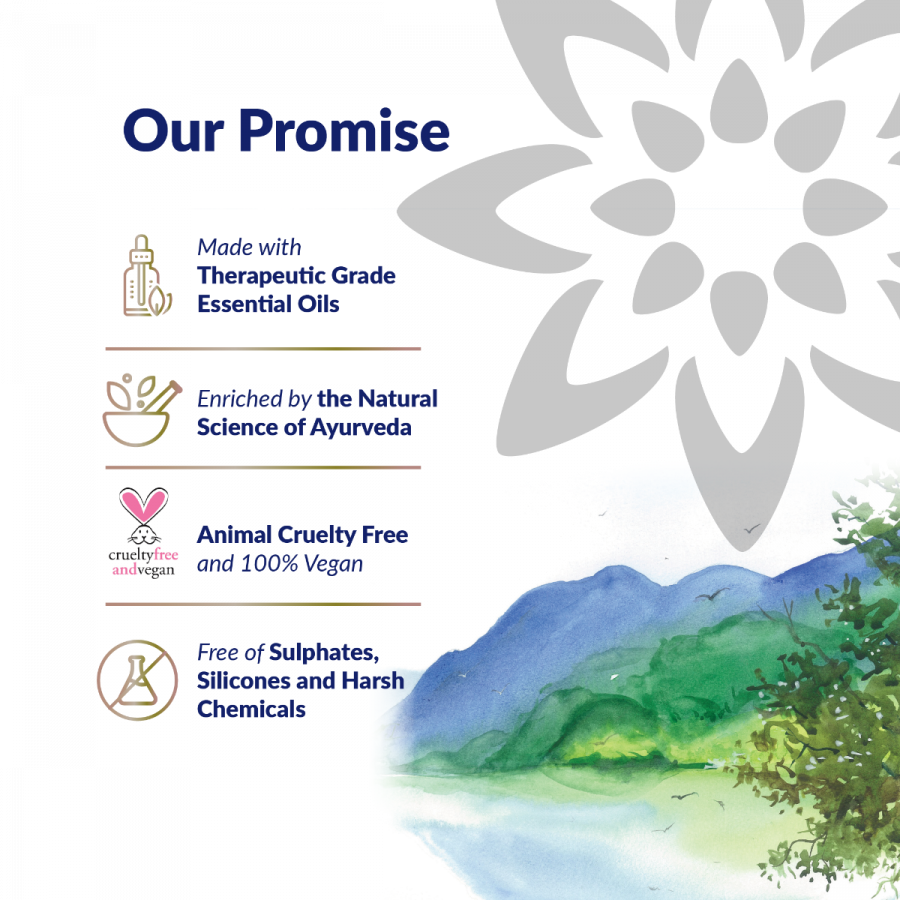 Our Promise
Made with
Therapeutic Grade
Essential Oils
Enriched by the Natural
Science of Ayurveda
crueltyfree
andvegan
Animal Cruelty Free
and 100% Vegan
Free of Sulphates,
Silicones and Harsh
Chemicals